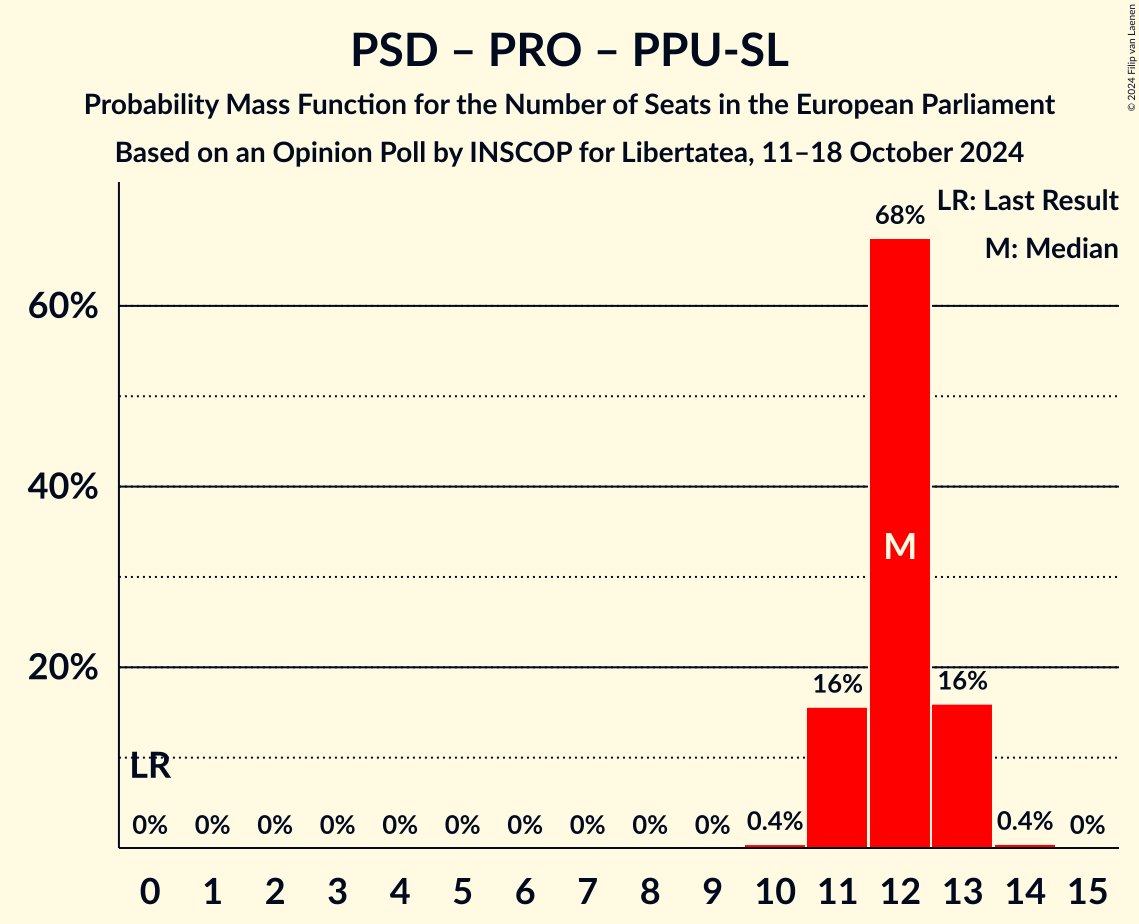 PSD – PRO – PPU-SL
Probability Mass Function for the Number of Seats in the European Parliament
Based on an Opinion Poll by INSCOP for Libertatea, 11–18 October 2024
© 2024 Filip van Laenen
LR: Last Result
M: Median
68%
60%
40%
M
20%
16%
16%
LR
0%
0%
0%
0%
0%
0%
0%
0%
0%
0%
0.4%
0.4%
0%
0 1 2 3 4 5 6 7 8 9 10 11 12 13 14 15